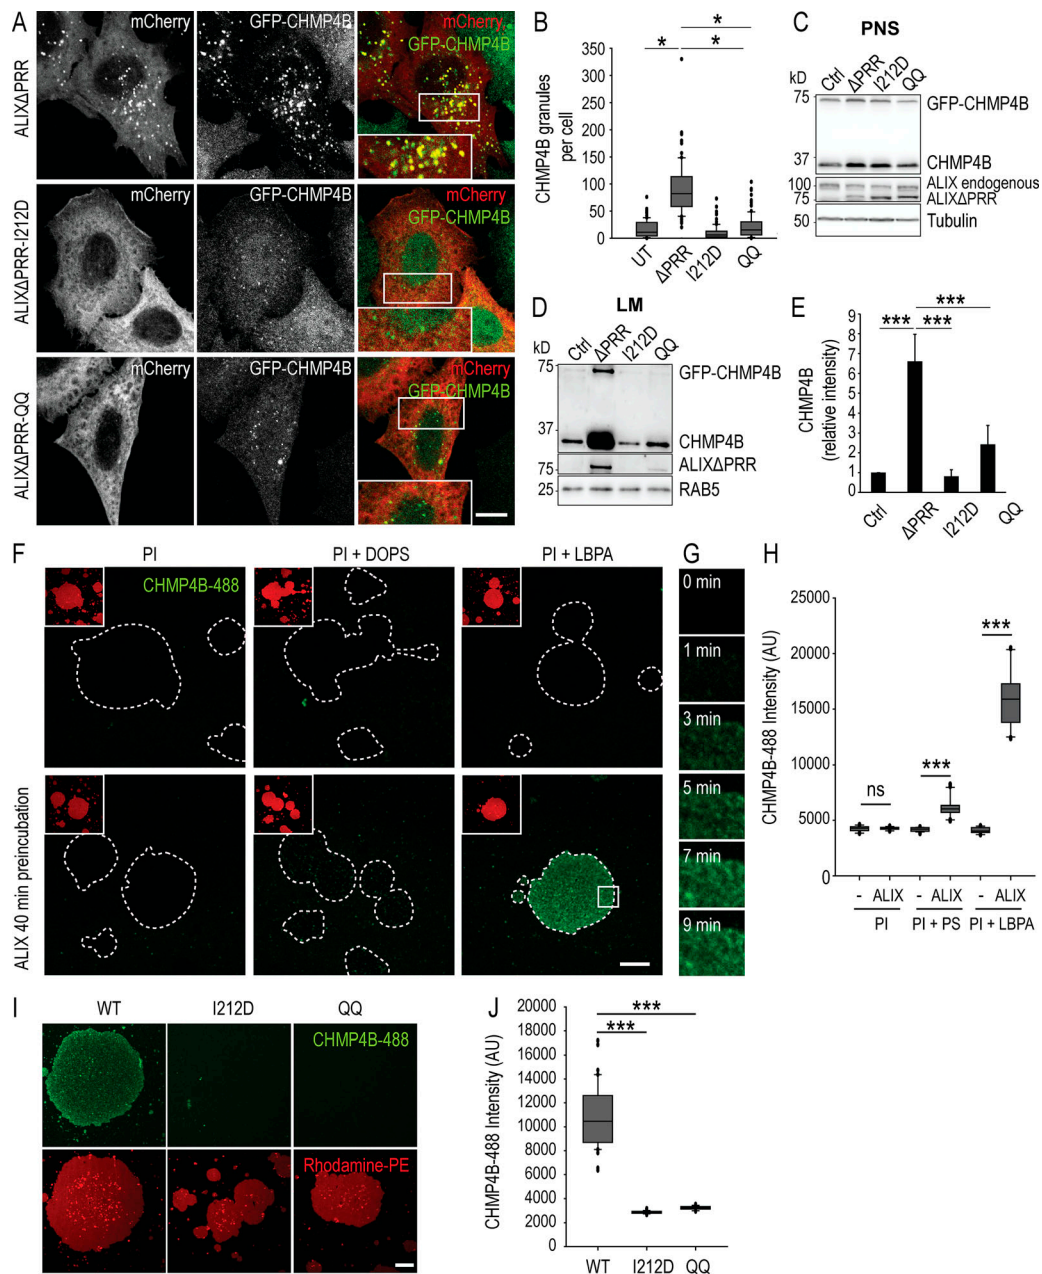 A
mCherry
GFP-CHMP4B
mCherry
GFP-CHMP4B
ALIXΔPRR
mCherry
GFP-CHMP4B
mCherry
GFP-CHMP4B
ALIXΔPRR-I212D
mCherry
GFP-CHMP4B
mCherry
GFP-CHMP4B
ALIXΔPRR-QQ
B
CHMP4B granules
per cell
350
300
250
200
150
100
50
0
*
*
*
UT
ΔPRR
I212D
QQ
C
PNS
kD
Ctrl
ΔPRR
I212D
QQ
75
GFP-CHMP4B
37
CHMP4B
100
ALIX endogenous
75
ALIXΔPRR
50
Tubulin
D
LM
kD
Ctrl
ΔPRR
I212D
QQ
75
GFP-CHMP4B
37
CHMP4B
75
ALIXΔPRR
25
RAB5
E
CHMP4B
(relative intensity)
9
8
7
6
5
4
3
2
1
0
***
***
***
Ctrl
ΔPRR
I212D
QQ
F
PI
PI + DOPS
PI + LBPA
CHMP4B-488
ALIX 40 min preincubation
G
0 min
1 min
3 min
5 min
7 min
9 min
H
CHMP4B-488 Intensity (AU)
25000
20000
15000
10000
5000
0
ns
***
***
- ALIX - ALIX - ALIX
PI PI + PS PI + LBPA
I
WT
I212D
QQ
CHMP4B-488
Rhodamine-PE
J
CHMP4B-488 Intensity (AU)
20000
18000
16000
14000
12000
10000
8000
6000
4000
2000
0
***
***
WT
I212D
QQ